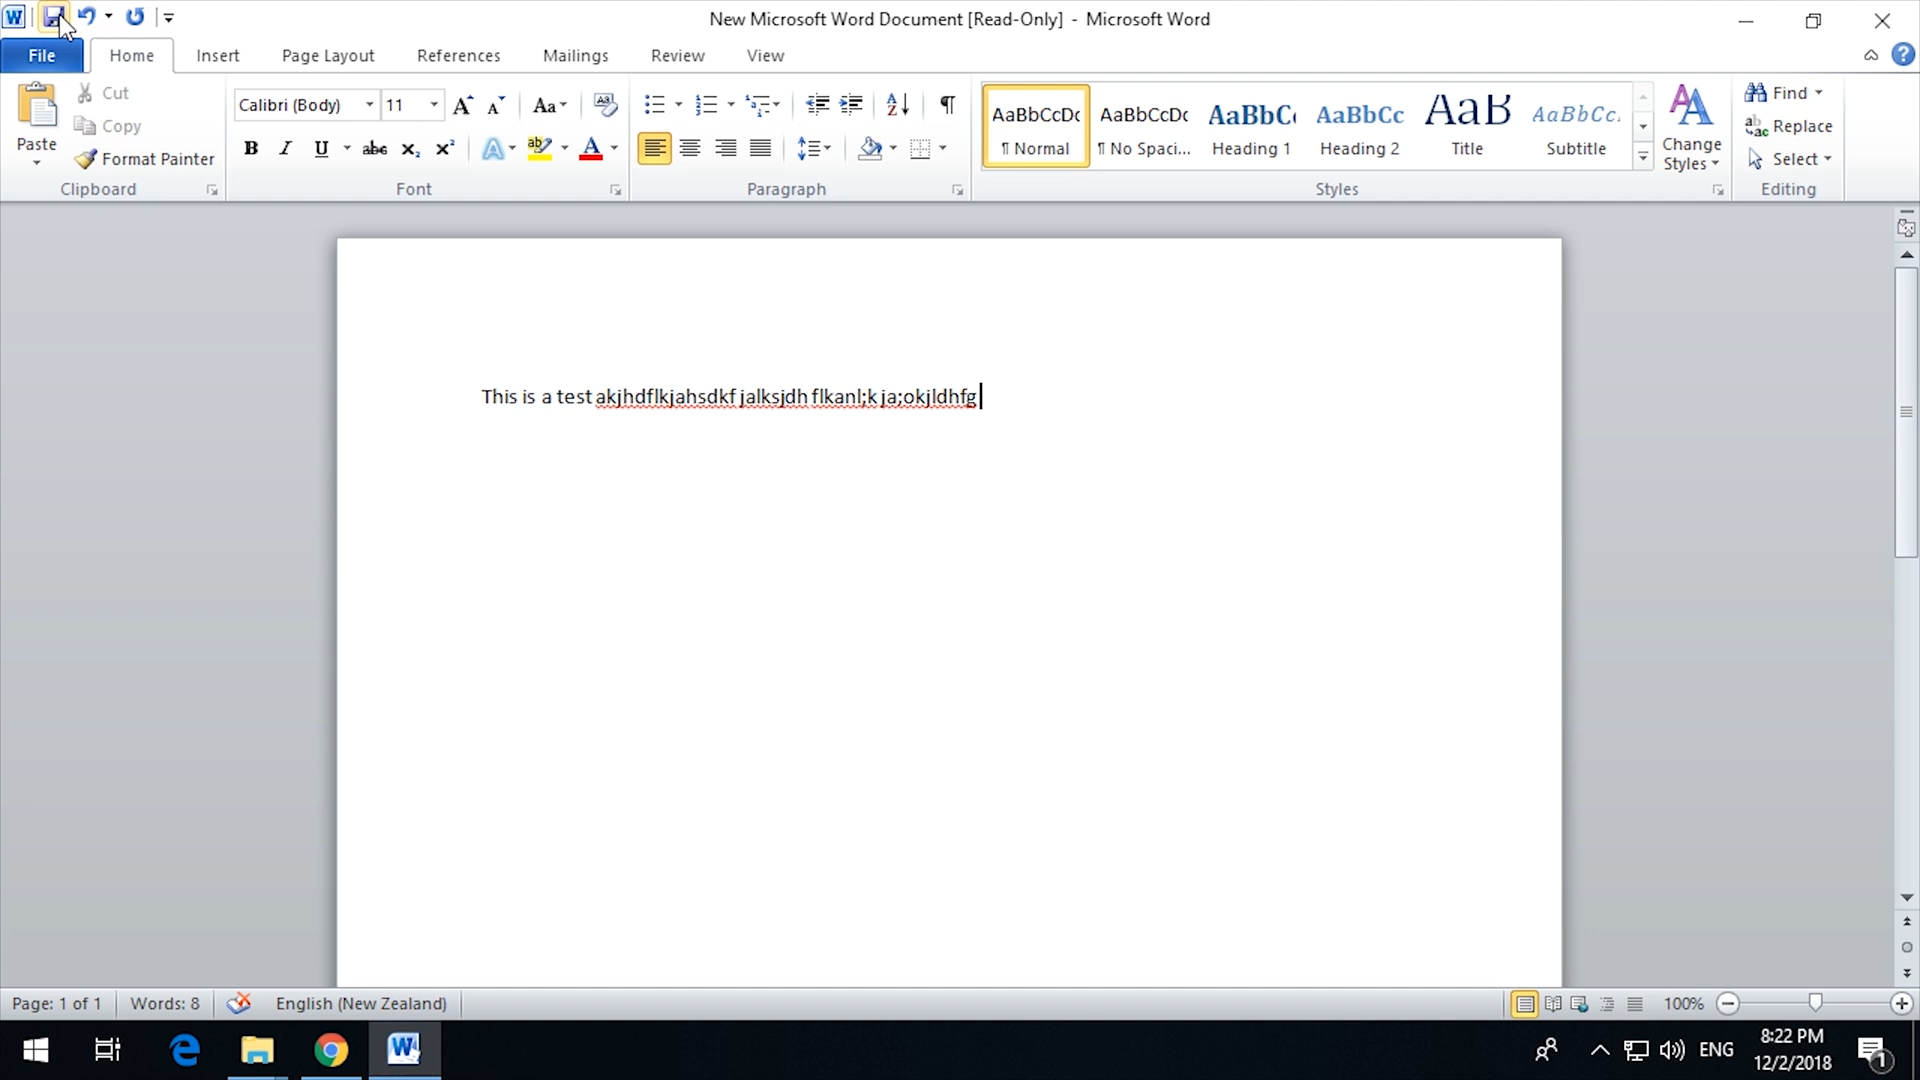 New Microsoft Word Document [Read-Only] - Microsoft Word
File Home Insert Page Layout References Mailings Review View
Paste
Cut
Copy
Format Painter
Clipboard
Calibri (Body) 11
Font
Paragraph
AaBbCcDc AaBbCcDc AaBbC AaBbCc AaB AaBbCc.
¶ Normal ¶ No Spaci... Heading 1 Heading 2 Title Subtitle
Change Styles
Styles
Find
Replace
Select
Editing
This is a test akjhdflkjahsdkf jalksjdh flkanl;k ja;okjldhfg
Page: 1 of 1 Words: 8 English (New Zealand) 100%
ENG
8:22 PM
12/2/2018
1